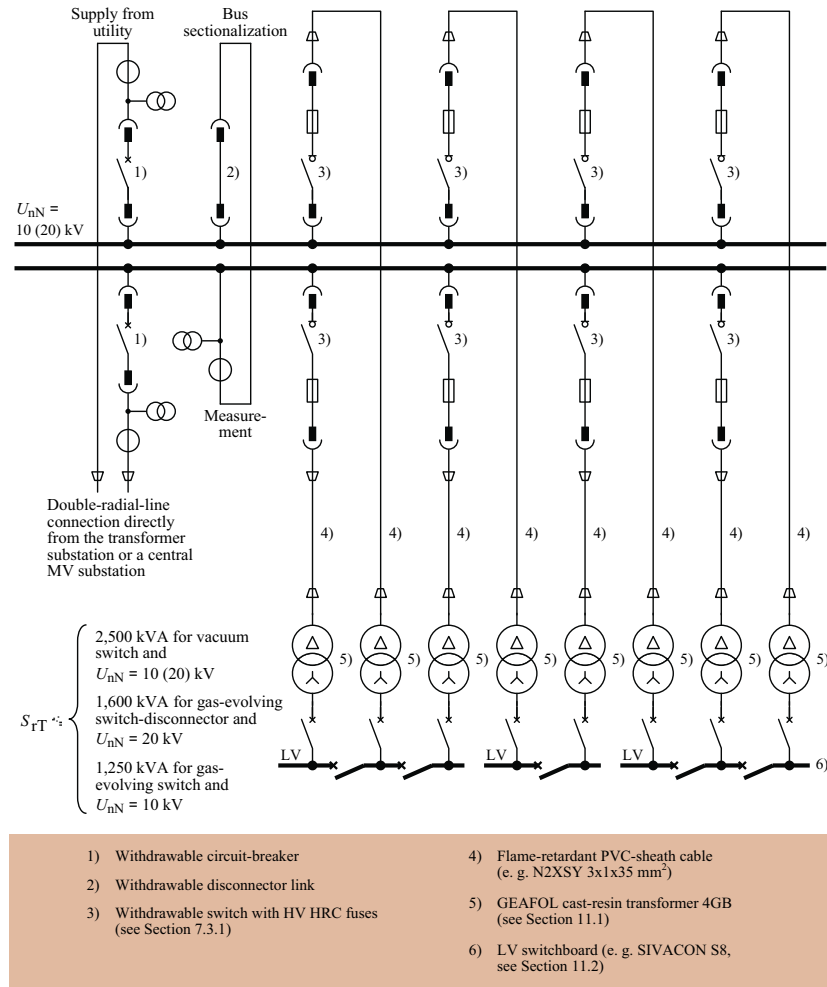 Supply from
utility
Bus
sectionalization
1)
2)
3)
3)
3)
3)
UnN =
10 (20) kV
1)
3)
3)
3)
3)
Measure-
ment
Double-radial-line
connection directly
from the transformer
substation or a central
MV substation
4)
4)
4)
4)
4)
4)
4)
4)
2,500 kVA for vacuum
switch and
UnN = 10 (20) kV
1,600 kVA for gas-evolving
switch-disconnector and
UnN = 20 kV
1,250 kVA for gas-
evolving switch and
UnN = 10 kV
SrT
5)
5)
5)
5)
5)
5)
5)
5)
LV
LV
LV
6)
1) Withdrawable circuit-breaker
2) Withdrawable disconnector link
3) Withdrawable switch with HV HRC fuses
(see Section 7.3.1)
4) Flame-retardant PVC-sheath cable
(e. g. N2XSY 3x1x35 mm²)
5) GEAFOL cast-resin transformer 4GB
(see Section 11.1)
6) LV switchboard (e. g. SIVACON S8,
see Section 11.2)